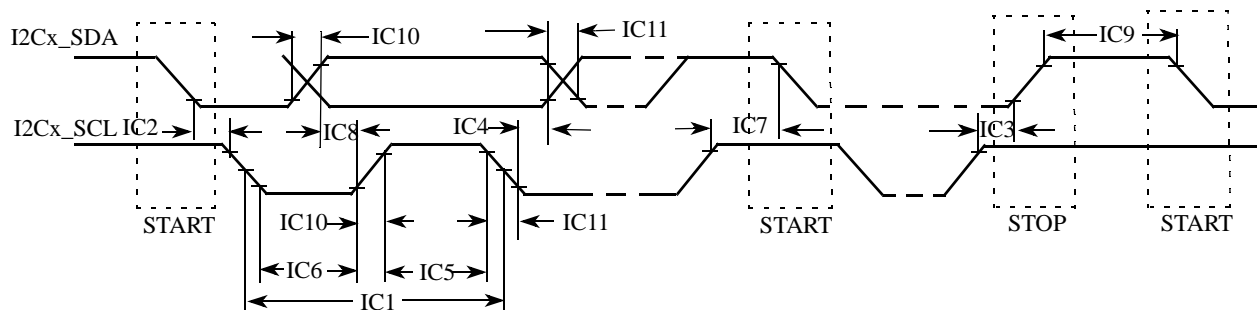 I2Cx_SDA IC10 IC11 IC9
I2Cx_SCL IC2 IC8 IC4 IC7 IC3
START IC10 IC11 START STOP START
IC6 IC5
IC1